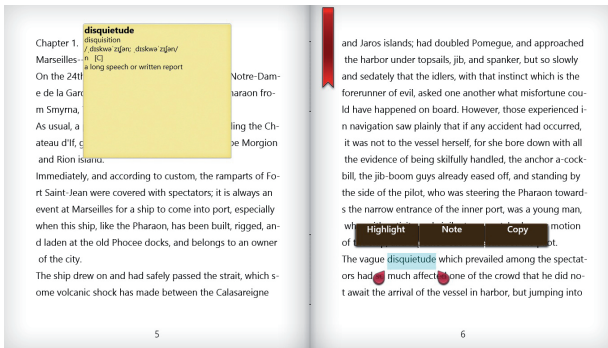 disquietude
disquisition
/ˌdɪskwəˈzɪʃən; ˌdɪskwəˈzɪʃən/
n [C]
a long speech or written report
Chapter 1.
Marseilles--
On the 24th Notre-Dam-
e de la fro-
m Smyrna,
As usual, a the Ch-
ateau d'If, Morgion
and Rion island.
Immediately, and according to custom, the ramparts of Fo-
rt Saint-Jean were covered with spectators; it is always an
event at Marseilles for a ship to come into port, especially
when this ship, like the Pharaon, has been built, rigged, an-
d laden at the old Phocee docks, and belongs to an owner
of the city.
The ship drew on and had safely passed the strait, which s-
ome volcanic shock has made between the Calasareigne
5
and Jaros islands; had doubled Pomegue, and approached
the harbor under topsails, jib, and spanker, but so slowly
and sedately that the idlers, with that instinct which is the
forerunner of evil, asked one another what misfortune cou-
ld have happened on board. However, those experienced i-
n navigation saw plainly that if any accident had occurred,
it was not to the vessel herself, for she bore down with all
the evidence of being skilfully handled, the anchor a-cock-
bill, the jib-boom guys already eased off, and standing by
the side of the pilot, who was steering the Pharaon toward-
s the narrow entrance of the inner port, was a young man,
motion
of
Highlight Note Copy
The vague disquietude which prevailed among the spectat-
ors had much affected one of the crowd that he did no-
t await the arrival of the vessel in harbor, but jumping into
6